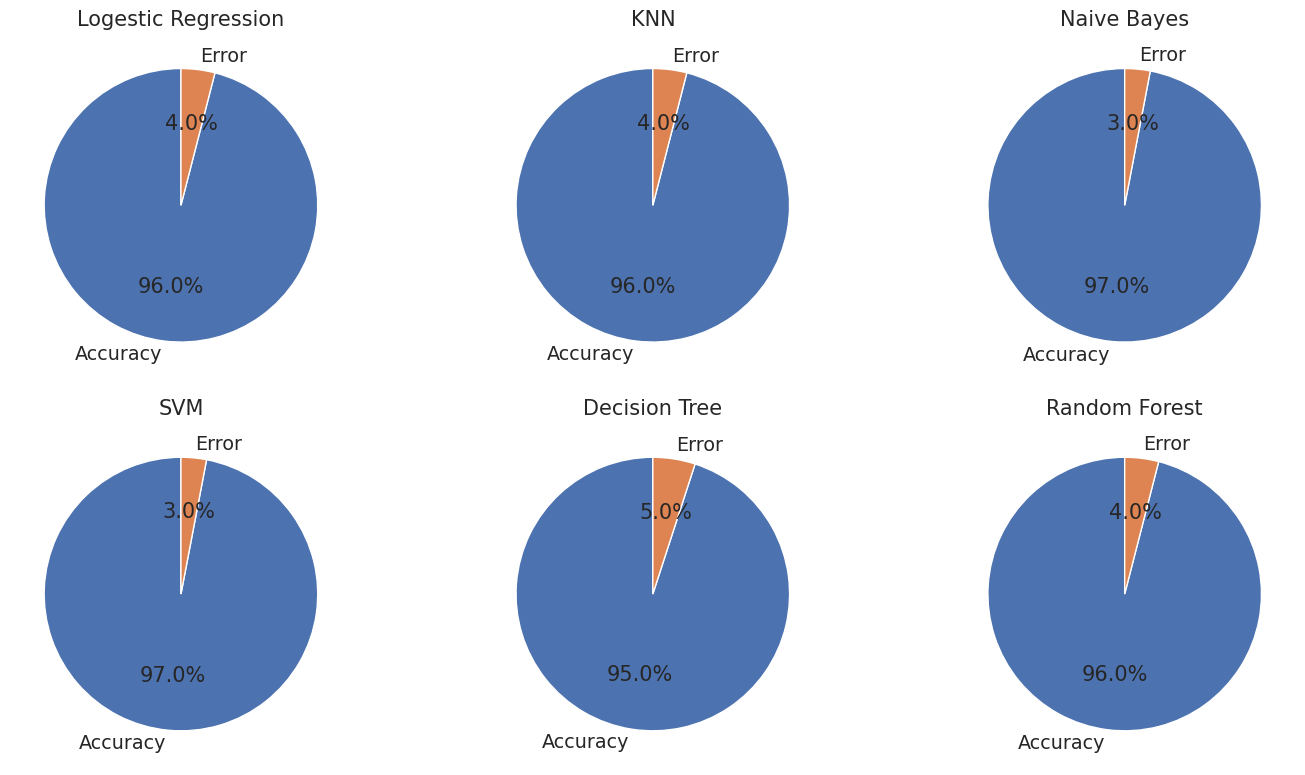 Logestic Regression
KNN
Naive Bayes
Error
Error
Error
4.0%
4.0%
3.0%
96.0%
96.0%
97.0%
Accuracy
Accuracy
Accuracy
SVM
Decision Tree
Random Forest
Error
Error
Error
3.0%
5.0%
4.0%
97.0%
95.0%
96.0%
Accuracy
Accuracy
Accuracy